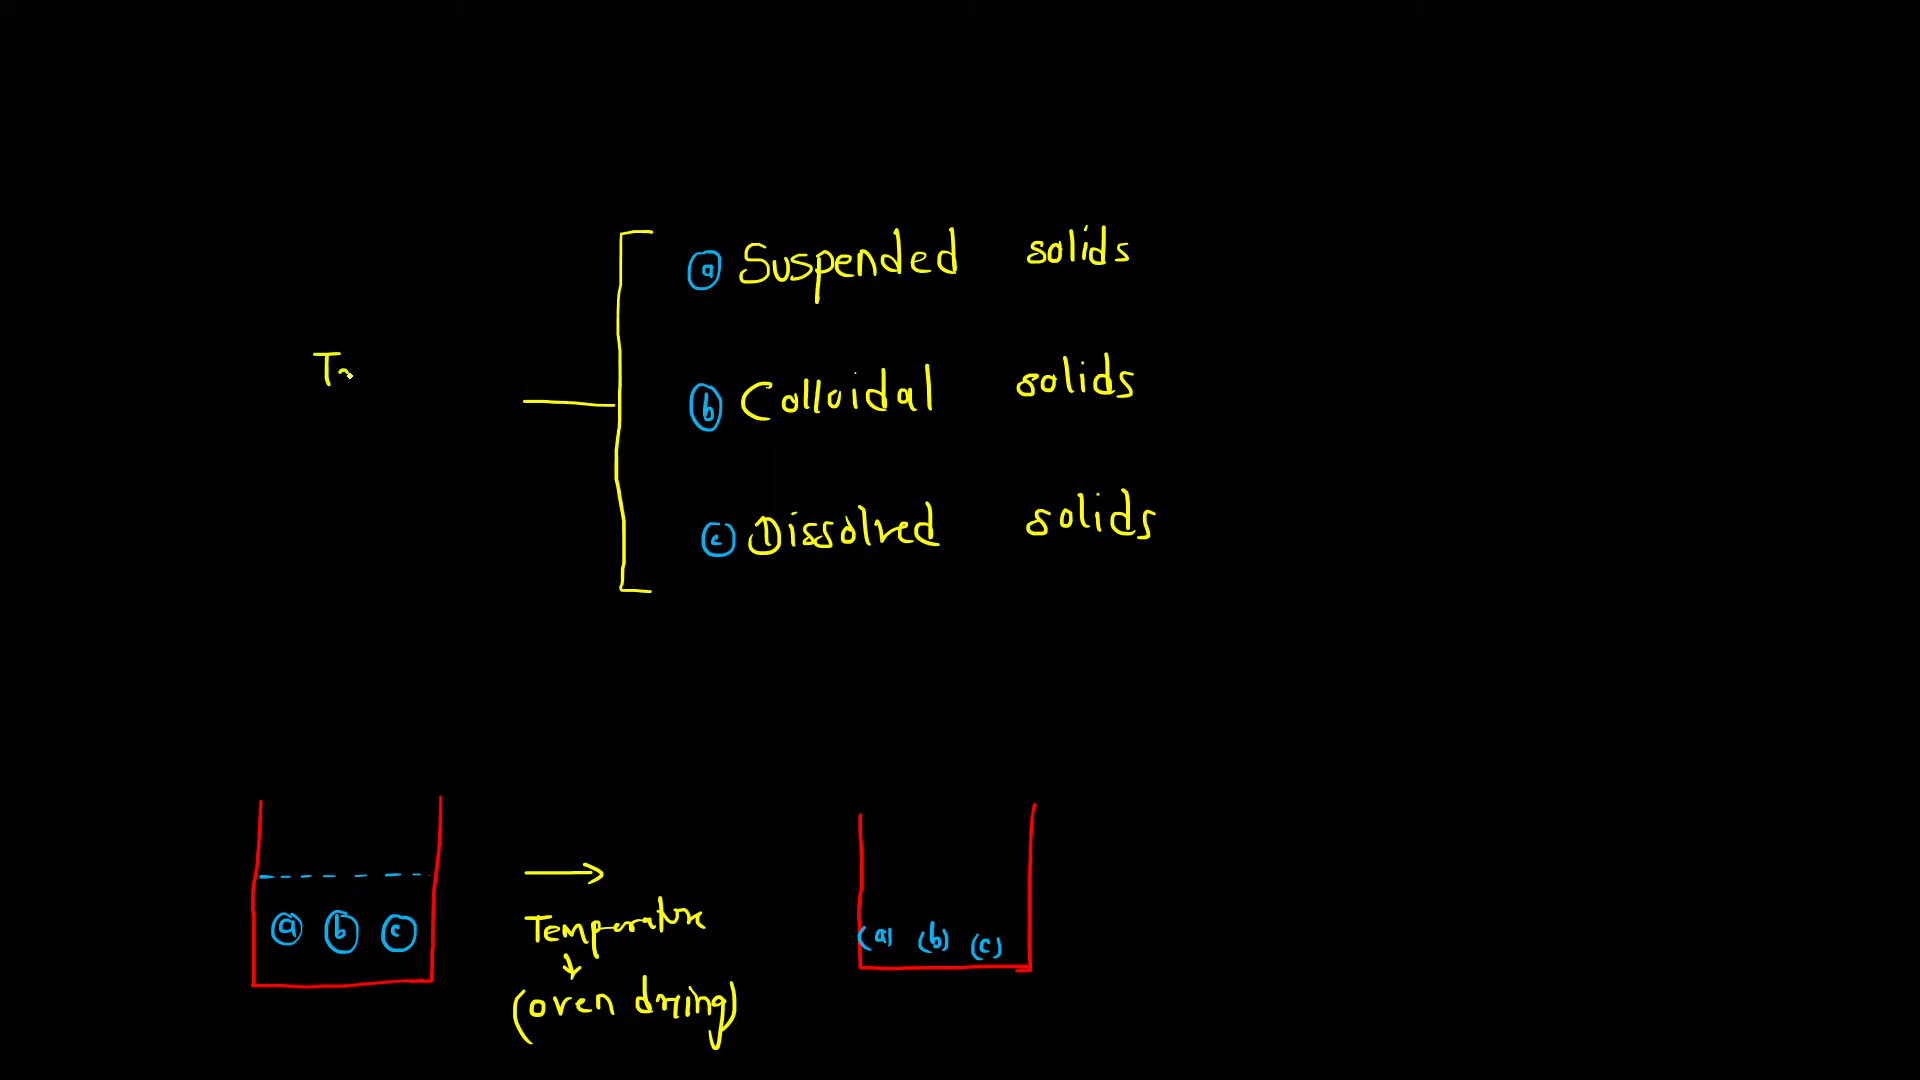 (a) Suspended solids
T
(b) Colloidal solids
(c) Dissolved solids
(a) (b) (c)
Temperature
(oven drying)
(a) (b) (c)